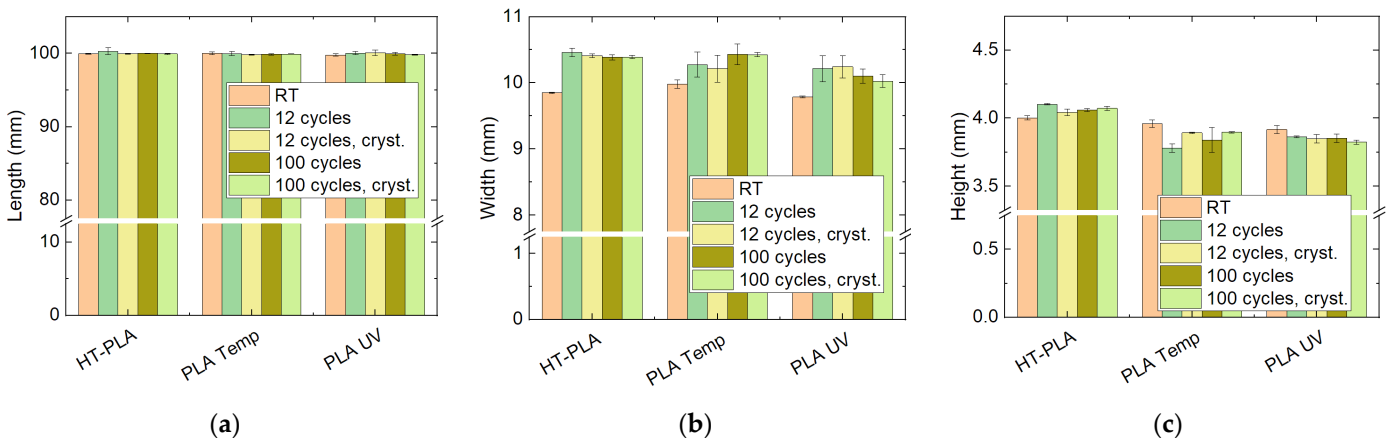 100
90
80
10
0
Length (mm)
RT
12 cycles
12 cycles, cryst.
100 cycles
100 cycles, cryst.
HT-PLA
PLA Temp
PLA UV
(a)
11
10
9
8
1
0
Width (mm)
RT
12 cycles
12 cycles, cryst.
100 cycles
100 cycles, cryst.
HT-PLA
PLA Temp
PLA UV
(b)
4.5
4.0
3.5
0.5
0.0
Height (mm)
RT
12 cycles
12 cycles, cryst.
100 cycles
100 cycles, cryst.
HT-PLA
PLA Temp
PLA UV
(c)